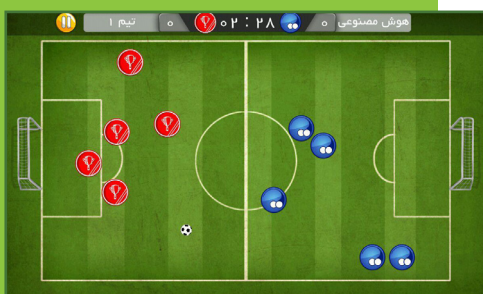 تیم ۱ ۰ ۰۲ : ۲۸ ۰ هوش مصنوعی